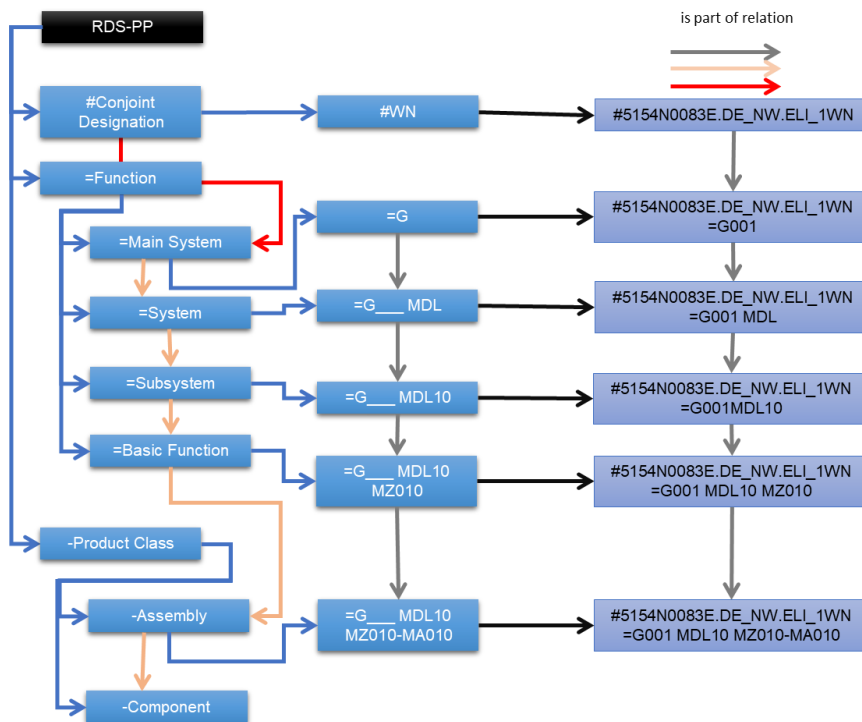 is part of relation
RDS-PP
#Conjoint
Designation
#WN
#5154N0083E.DE_NW.ELI_1WN
=Function
=G
#5154N0083E.DE_NW.ELI_1WN
=G001
=Main System
=System
=G___ MDL
#5154N0083E.DE_NW.ELI_1WN
=G001 MDL
=Subsystem
=G___ MDL10
#5154N0083E.DE_NW.ELI_1WN
=G001MDL10
=Basic Function
=G___ MDL10
MZ010
#5154N0083E.DE_NW.ELI_1WN
=G001 MDL10 MZ010
-Product Class
-Assembly
=G___ MDL10
MZ010-MA010
#5154N0083E.DE_NW.ELI_1WN
=G001 MDL10 MZ010-MA010
-Component